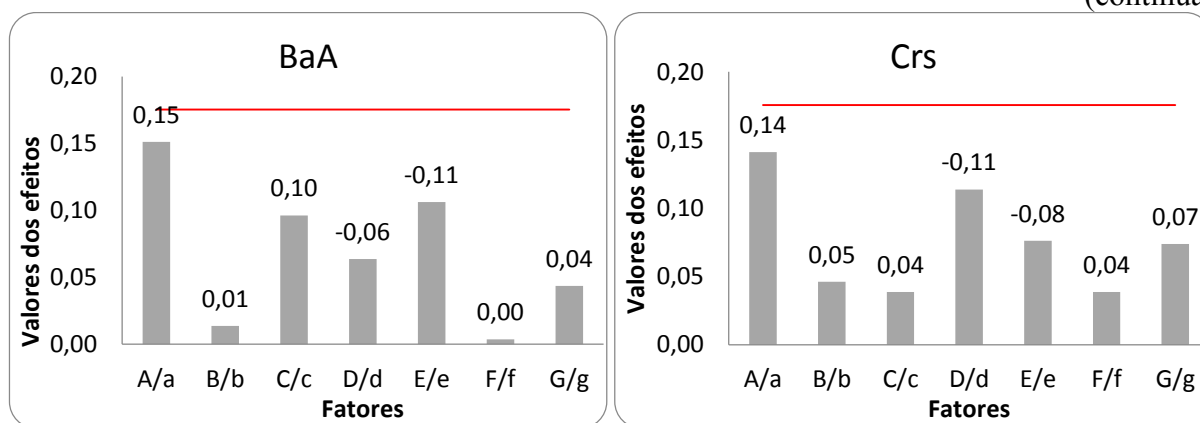 (continua
BaA
Valores dos efeitos
0,20
0,15
0,10
0,05
0,00
0,15
0,01
0,10
-0,06
-0,11
0,00
0,04
A/a B/b C/c D/d E/e F/f G/g
Fatores
Crs
Valores dos efeitos
0,20
0,15
0,10
0,05
0,00
0,14
0,05
0,04
-0,11
-0,08
0,04
0,07
A/a B/b C/c D/d E/e F/f G/g
Fatores